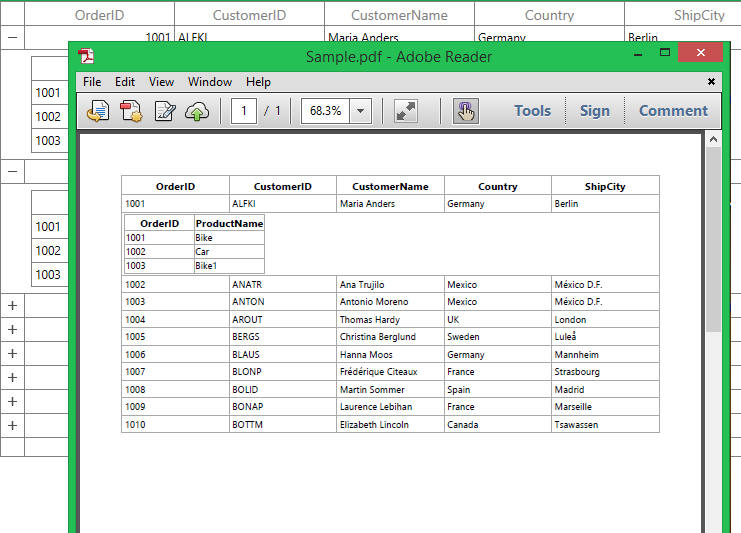 OrderID CustomerID CustomerName Country ShipCity
1001 ALFKI Maria Anders Germany Berlin
Sample.pdf - Adobe Reader
File Edit View Window Help
1 / 1 68.3% Tools Sign Comment
1001
1002
1003
1001
1002
1003
OrderID CustomerID CustomerName Country ShipCity
1001 ALFKI Maria Anders Germany Berlin
OrderID ProductName
1001 Bike
1002 Car
1003 Bike1
1002 ANATR Ana Trujilo Mexico México D.F.
1003 ANTON Antonio Moreno Mexico México D.F.
1004 AROUT Thomas Hardy UK London
1005 BERGS Christina Berglund Sweden Luleå
1006 BLAUS Hanna Moos Germany Mannheim
1007 BLONP Frédérique Citeaux France Strasbourg
1008 BOLID Martin Sommer Spain Madrid
1009 BONAP Laurence Lebihan France Marseille
1010 BOTTM Elizabeth Lincoln Canada Tsawassen